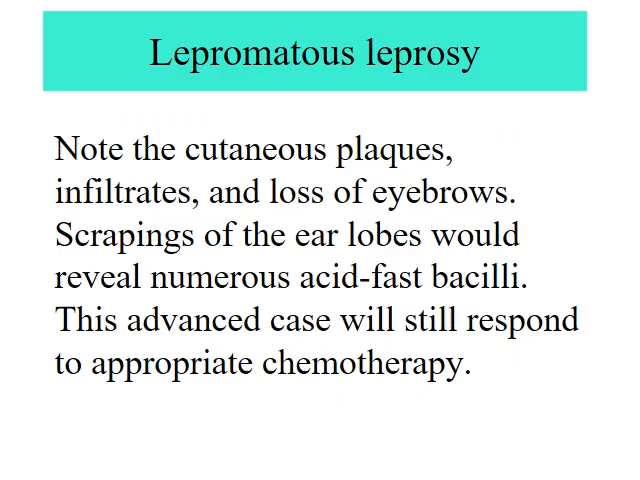 Lepromatous leprosy
Note the cutaneous plaques,
infiltrates, and loss of eyebrows.
Scrapings of the ear lobes would
reveal numerous acid-fast bacilli.
This advanced case will still respond
to appropriate chemotherapy.